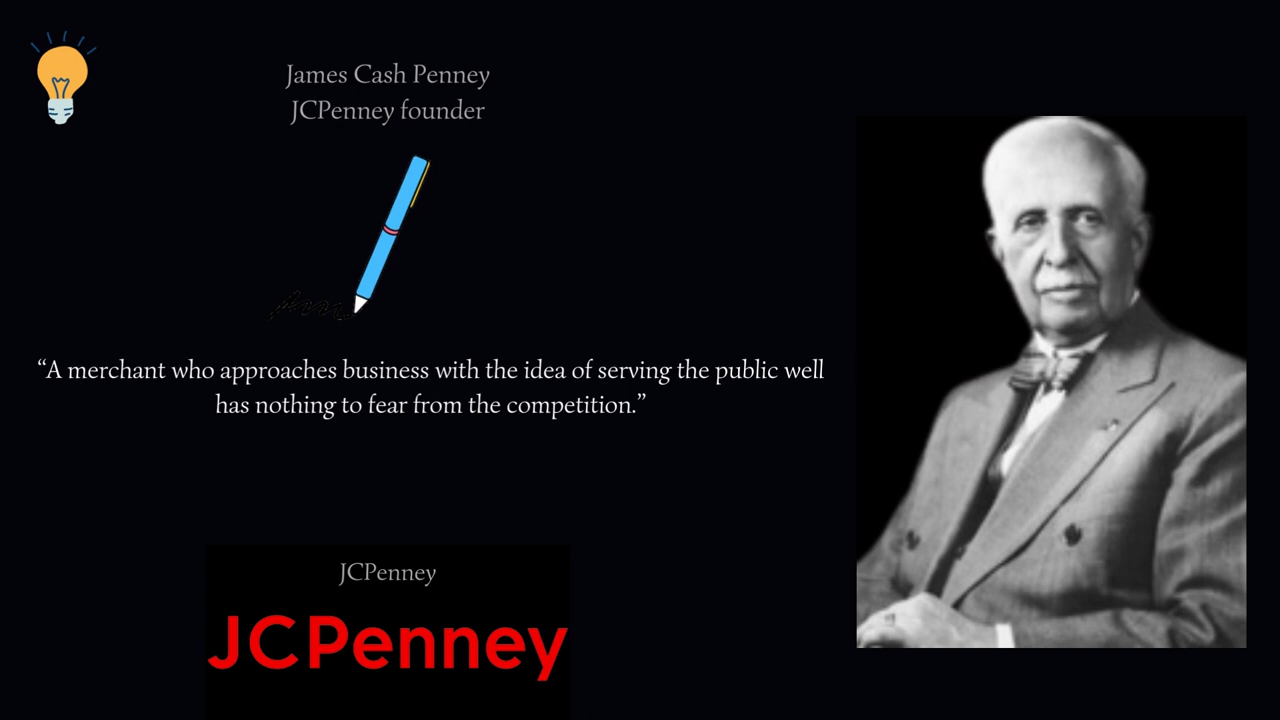 James Cash Penney
JCPenney founder
“A merchant who approaches business with the idea of serving the public well
has nothing to fear from the competition.”
JCPenney
JCPenney